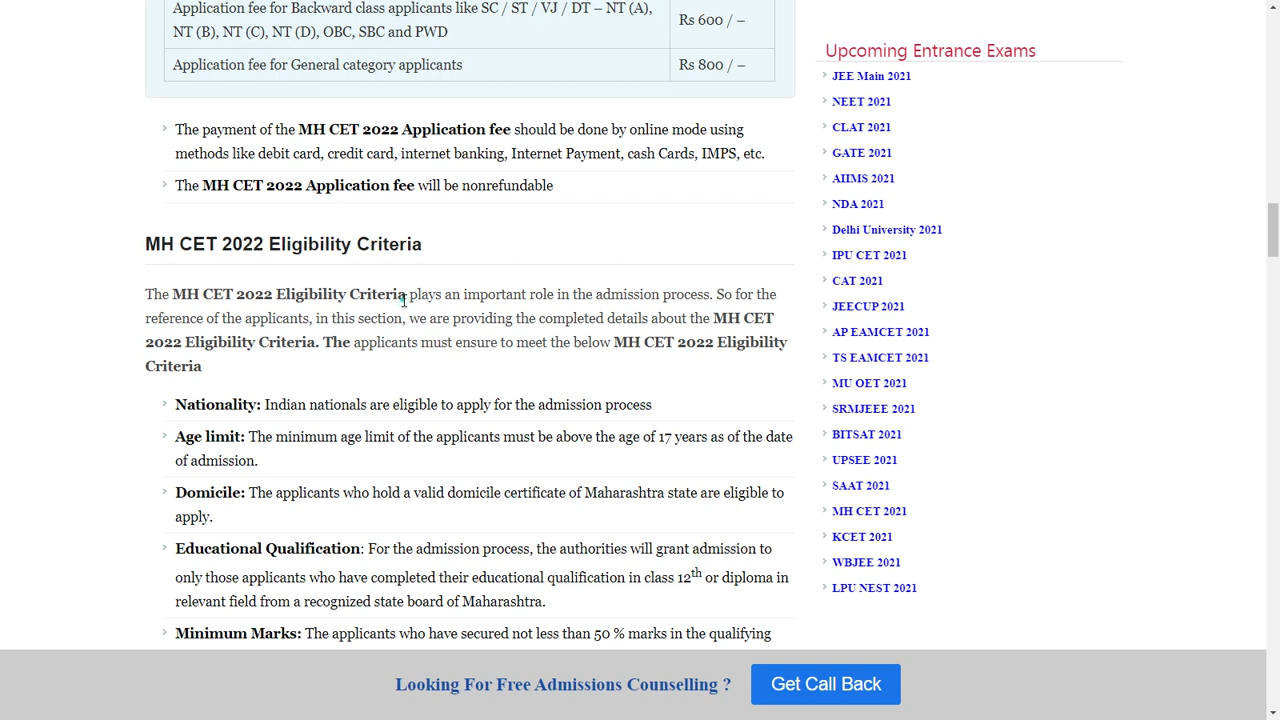 Application fee for Backward class applicants like SC / ST / VJ / DT – NT (A),
NT (B), NT (C), NT (D), OBC, SBC and PWD
Rs 600 / –
Application fee for General category applicants
Rs 800 / –
The payment of the MH CET 2022 Application fee should be done by online mode using
methods like debit card, credit card, internet banking, Internet Payment, cash Cards, IMPS, etc.
The MH CET 2022 Application fee will be nonrefundable
MH CET 2022 Eligibility Criteria
The MH CET 2022 Eligibility Criteria plays an important role in the admission process. So for the
reference of the applicants, in this section, we are providing the completed details about the MH CET
2022 Eligibility Criteria. The applicants must ensure to meet the below MH CET 2022 Eligibility
Criteria
Nationality: Indian nationals are eligible to apply for the admission process
Age limit: The minimum age limit of the applicants must be above the age of 17 years as of the date
of admission.
Domicile: The applicants who hold a valid domicile certificate of Maharashtra state are eligible to
apply.
Educational Qualification: For the admission process, the authorities will grant admission to
only those applicants who have completed their educational qualification in class 12th or diploma in
relevant field from a recognized state board of Maharashtra.
Minimum Marks: The applicants who have secured not less than 50 % marks in the qualifying
Upcoming Entrance Exams
JEE Main 2021
NEET 2021
CLAT 2021
GATE 2021
AIIMS 2021
NDA 2021
Delhi University 2021
IPU CET 2021
CAT 2021
JEECUP 2021
AP EAMCET 2021
TS EAMCET 2021
MU OET 2021
SRMJEEE 2021
BITSAT 2021
UPSEE 2021
SAAT 2021
MH CET 2021
KCET 2021
WBJEE 2021
LPU NEST 2021
Looking For Free Admissions Counselling ?
Get Call Back